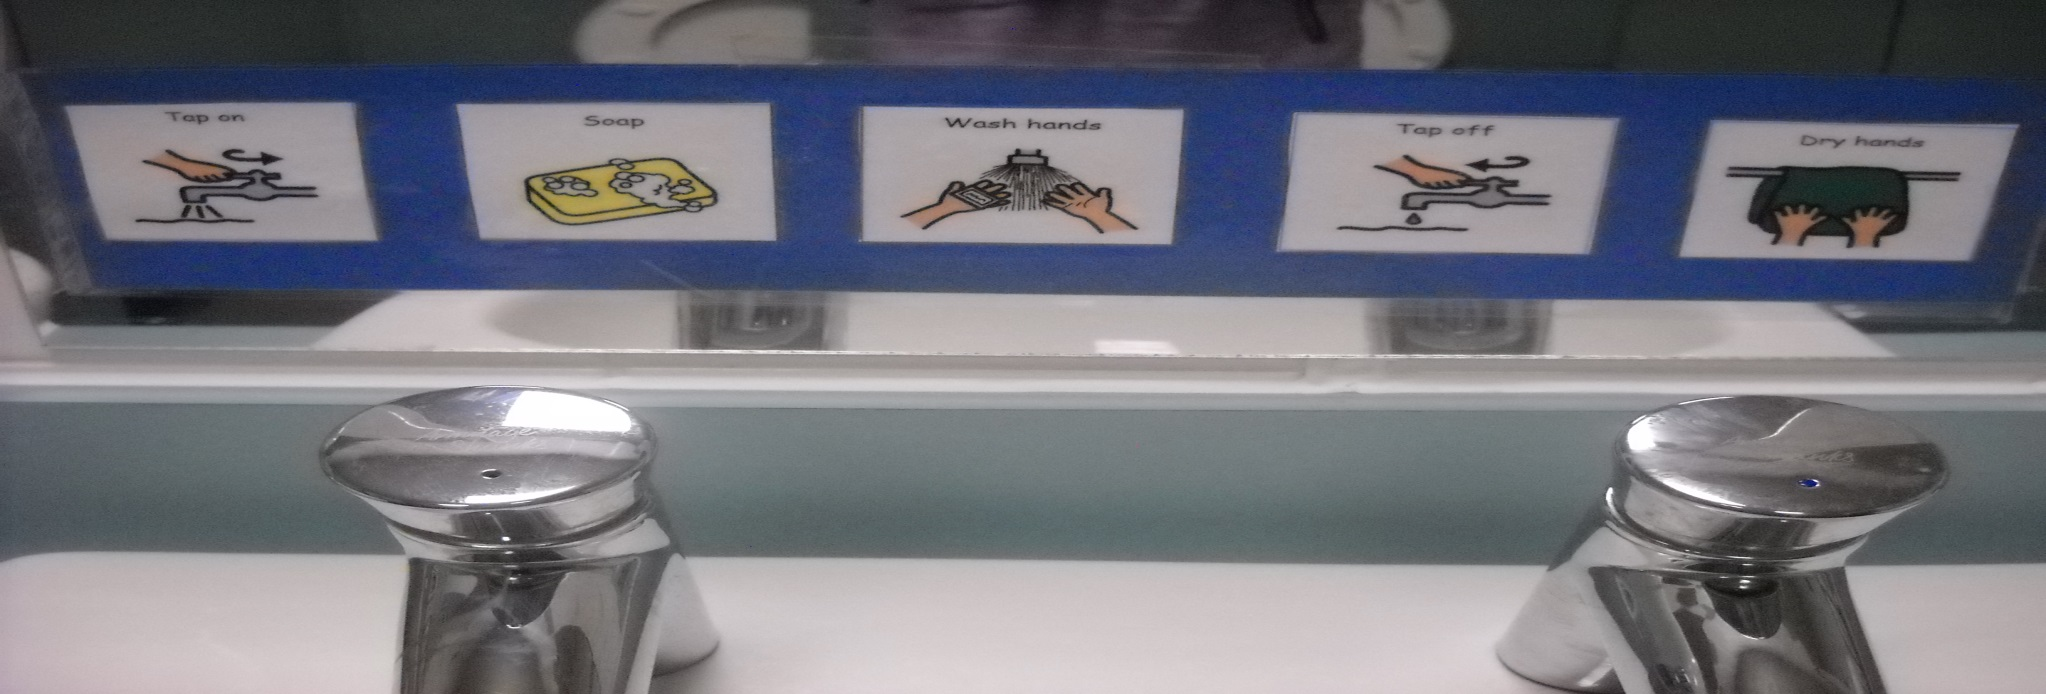 Tap on
Soap
Wash hands
Tap off
Dry hands